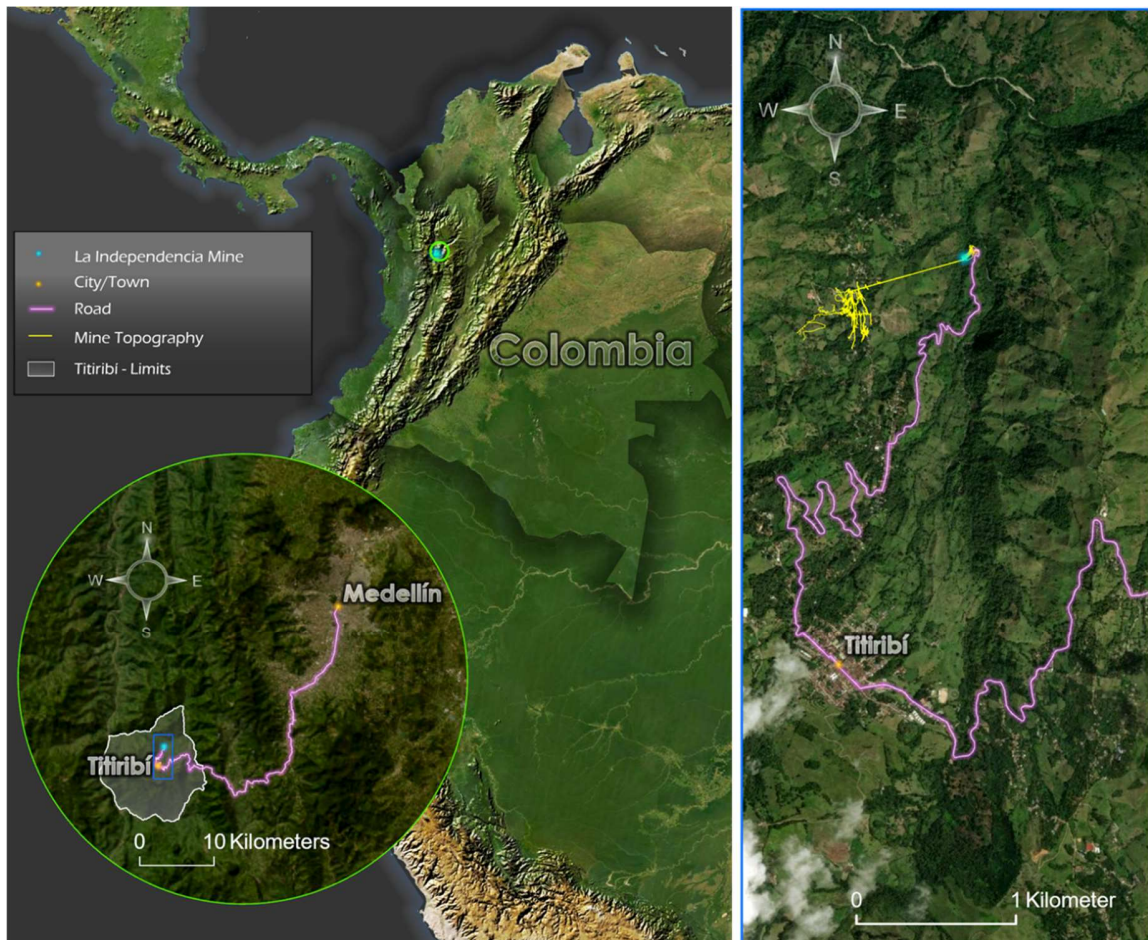 La Independencia Mine
City/Town
Road
Mine Topography
Titiribí - Limits
Colombia
N
W
E
S
Medellín
Titiribí
0
10 Kilometers
N
W
E
S
Titiribí
0
1 Kilometer